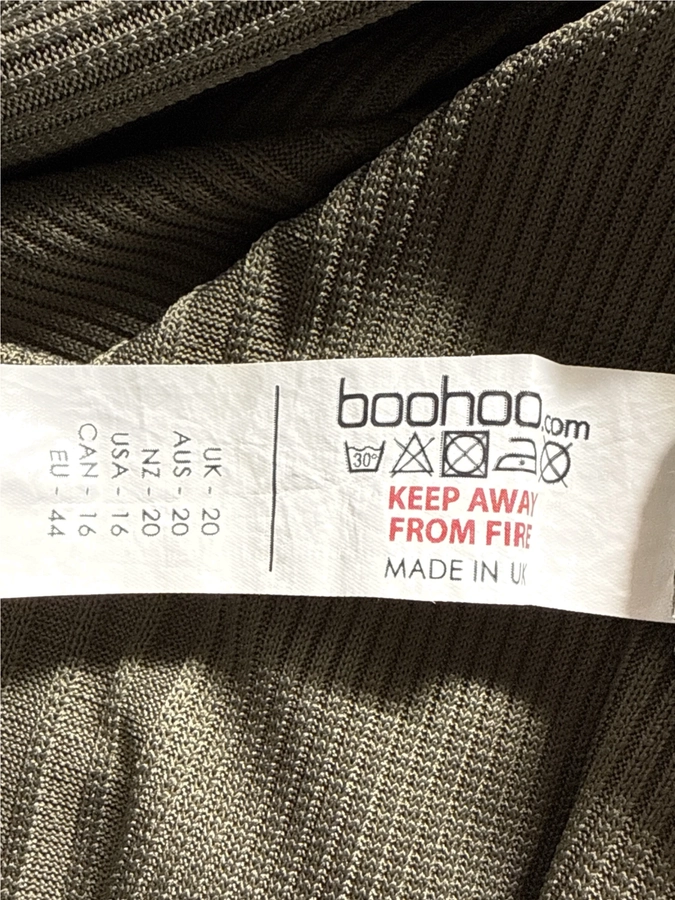 boohoo.com
30°
KEEP AWAY
FROM FIRE
MADE IN UK
UK - 20
AUS - 20
NZ - 20
USA - 16
CAN - 16
EU - 44